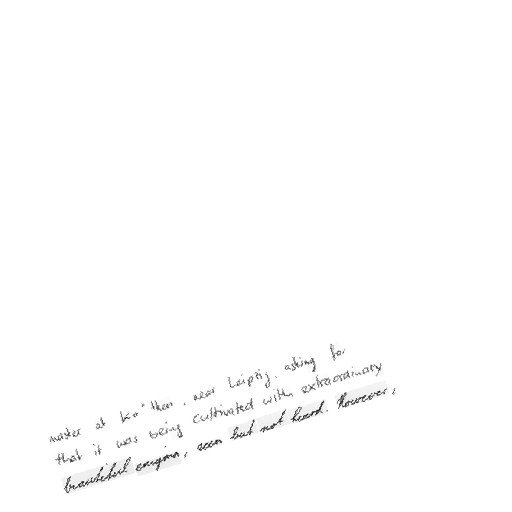 master at Kö"then, near Leipzig, asking for
that it was being cultivated with extraordinary
beautiful enigma, seen but not heard. However,